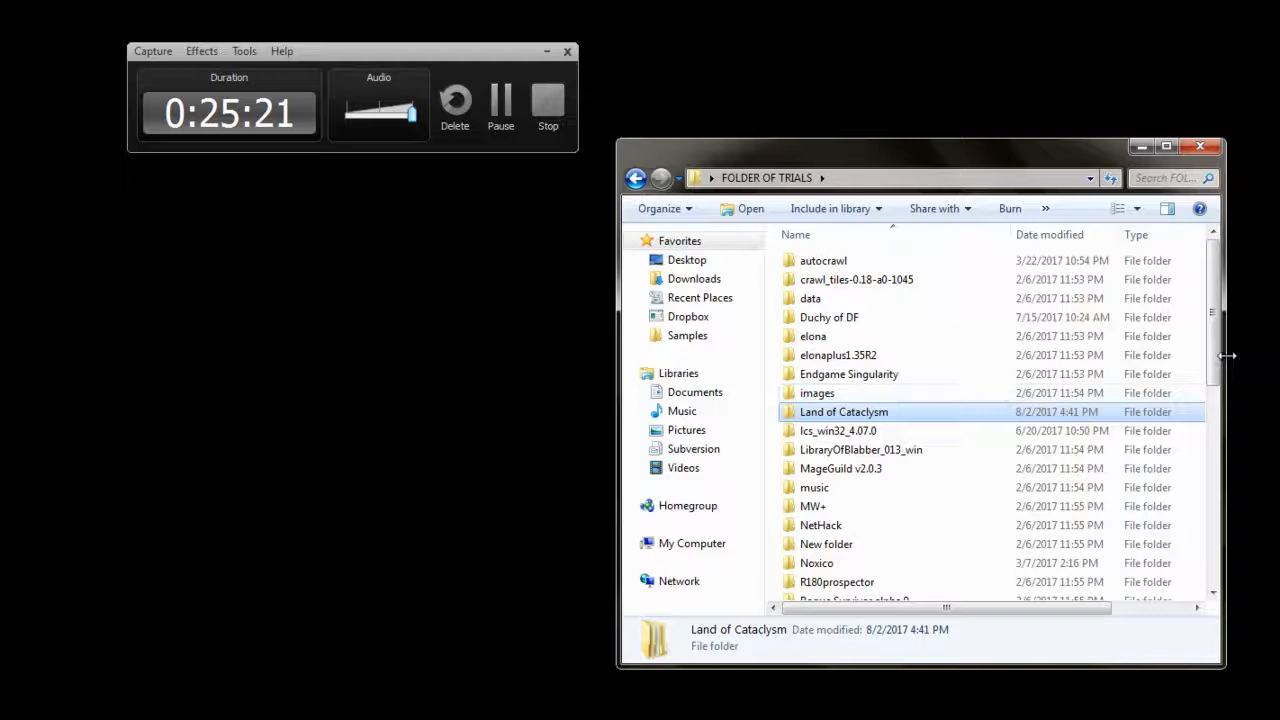 Capture Effects Tools Help
Duration
0:25:21
Audio
Delete
Pause
Stop
FOLDER OF TRIALS
Search FOL...
Organize Open Include in library Share with Burn »
Name Date modified Type
Favorites
Desktop
Downloads
Recent Places
Dropbox
Samples
Libraries
Documents
Music
Pictures
Subversion
Videos
Homegroup
My Computer
Network
autocrawl 3/22/2017 10:54 PM File folder
crawl_tiles-0.18-a0-1045 2/6/2017 11:53 PM File folder
data 2/6/2017 11:53 PM File folder
Duchy of DF 7/15/2017 10:24 AM File folder
elona 2/6/2017 11:53 PM File folder
elonaplus1.35R2 2/6/2017 11:53 PM File folder
Endgame Singularity 2/6/2017 11:53 PM File folder
images 2/6/2017 11:54 PM File folder
Land of Cataclysm 8/2/2017 4:41 PM File folder
lcs_win32_4.07.0 6/20/2017 10:50 PM File folder
LibraryOfBlabber_013_win 2/6/2017 11:54 PM File folder
MageGuild v2.0.3 2/6/2017 11:54 PM File folder
music 2/6/2017 11:54 PM File folder
MW+ 2/6/2017 11:55 PM File folder
NetHack 2/6/2017 11:55 PM File folder
New folder 2/6/2017 11:55 PM File folder
Noxico 3/7/2017 2:16 PM File folder
R180prospector 2/6/2017 11:55 PM File folder
Land of Cataclysm Date modified: 8/2/2017 4:41 PM
File folder